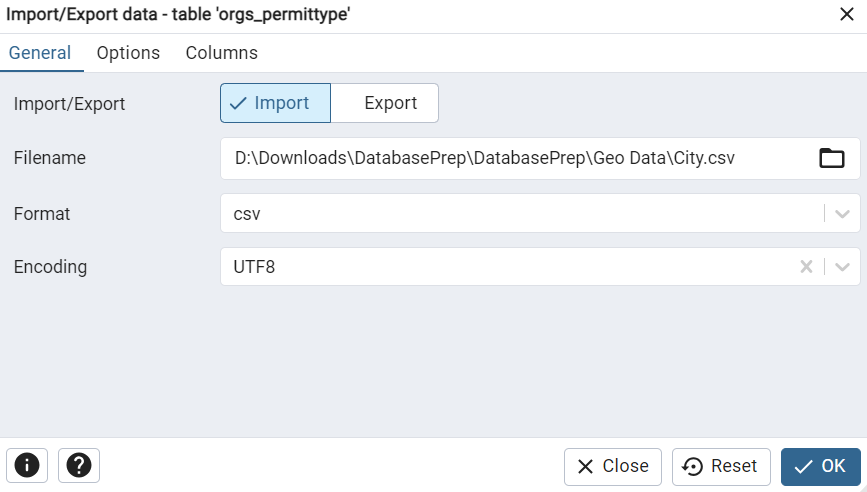 Import/Export data - table 'orgs_permittype'
General Options Columns
Import/Export Import Export
Filename D:\Downloads\DatabasePrep\DatabasePrep\Geo Data\City.csv
Format csv
Encoding UTF8
Close Reset OK